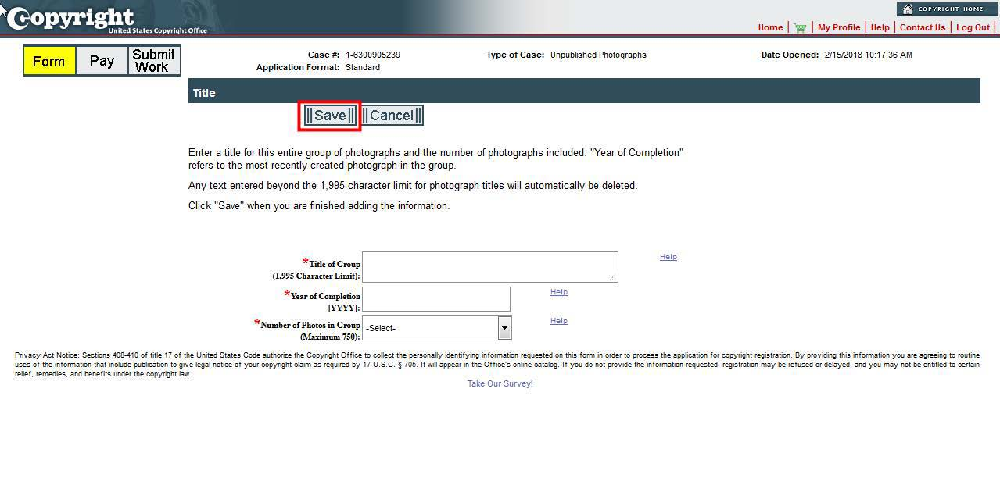 COPYRIGHT HOME
Copyright
United States Copyright Office
Home | | My Profile | Help | Contact Us | Log Out |
Form
Pay
Submit
Work
Case #: 1-6300905239 Type of Case: Unpublished Photographs Date Opened: 2/15/2018 10:17:36 AM
Application Format: Standard
Title
||Save|| ||Cancel||
Enter a title for this entire group of photographs and the number of photographs included. "Year of Completion"
refers to the most recently created photograph in the group.
Any text entered beyond the 1,995 character limit for photograph titles will automatically be deleted.
Click "Save" when you are finished adding the information.
*Title of Group
(1,995 Character Limit):
Help
*Year of Completion
[YYYY]:
Help
*Number of Photos in Group
(Maximum 750):
-Select-
Help
Privacy Act Notice: Sections 408-410 of title 17 of the United States Code authorize the Copyright Office to collect the personally identifying information requested on this form in order to process the application for copyright registration. By providing this information you are agreeing to routine
uses of the information that include publication to give legal notice of your copyright claim as required by 17 U.S.C. § 705. It will appear in the Office's online catalog. If you do not provide the information requested, registration may be refused or delayed, and you may not be entitled to certain
relief, remedies, and benefits under the copyright law.
Take Our Survey!